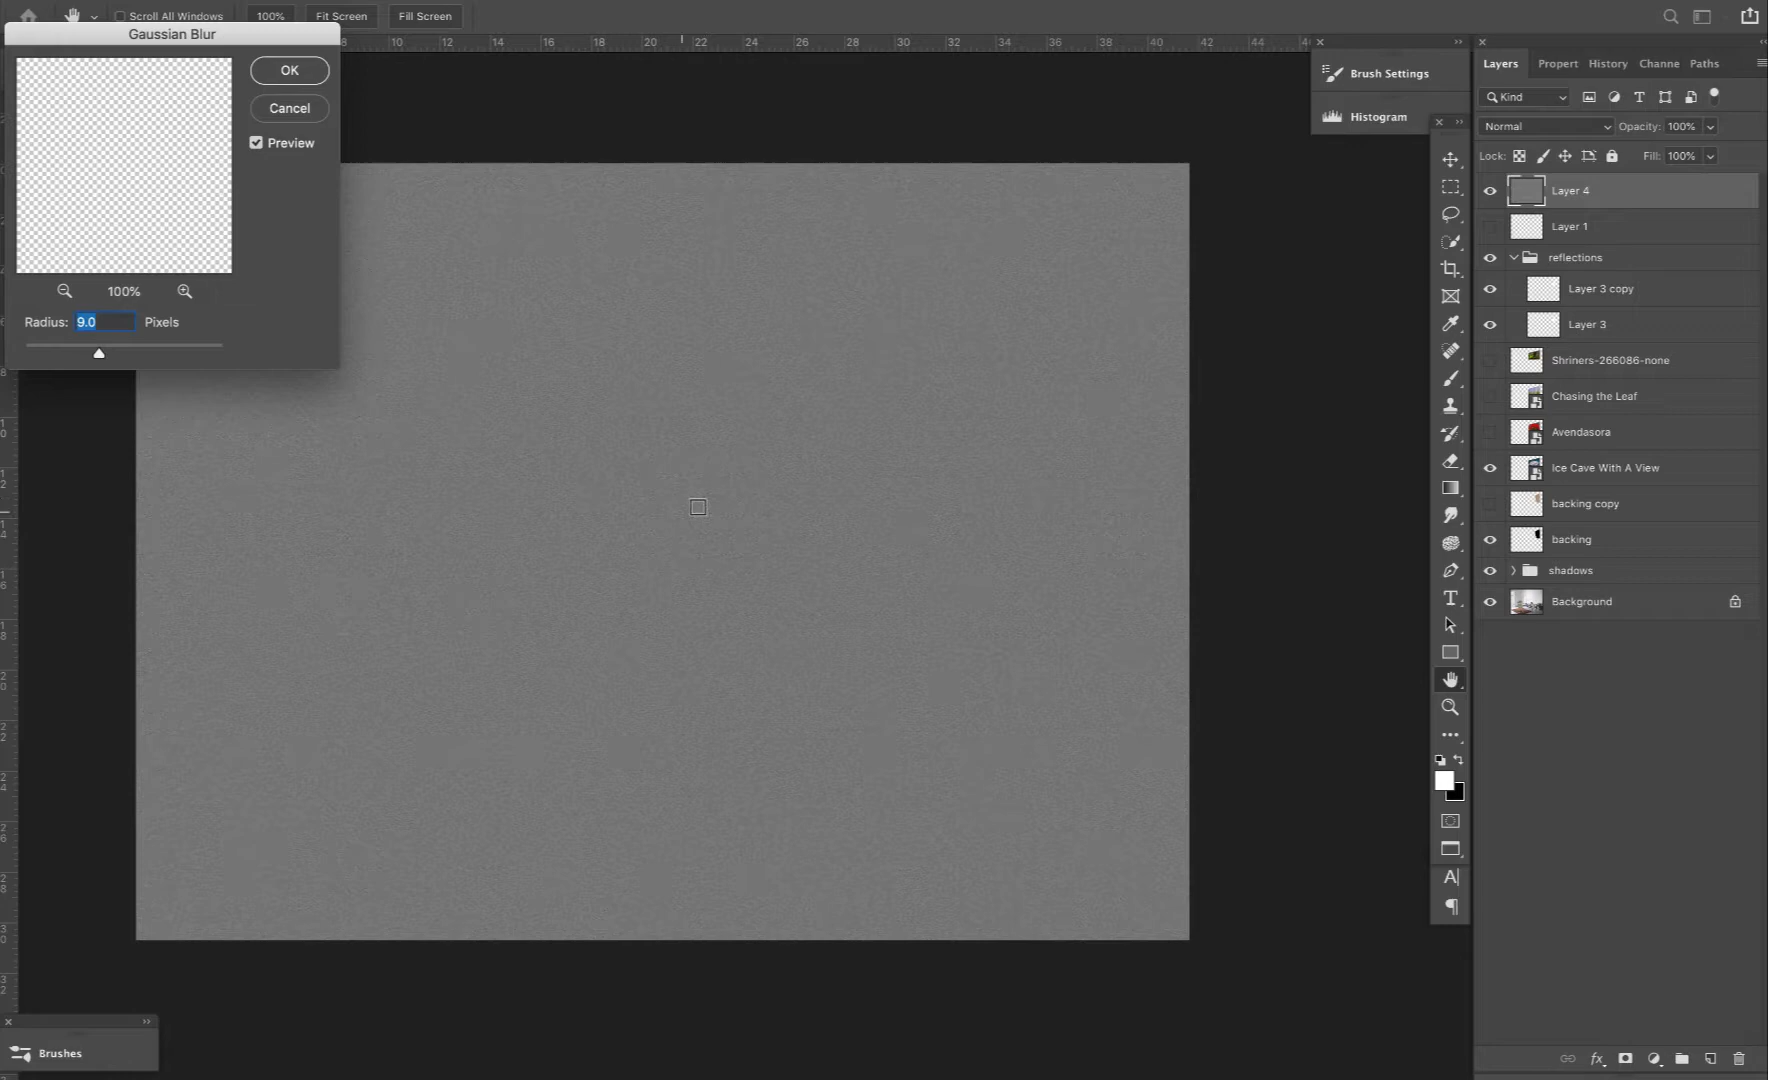 Scroll All Windows 100% Fit Screen Fill Screen
Gaussian Blur
OK
Cancel
Preview
100%
Radius: 9.0 Pixels
8 10 12 14 16 18 20 22 24 26 28 30 32 34 36 38 40 42 44
Brush Settings
Histogram
Layers Propert History Channe Paths
Kind
Normal Opacity: 100%
Lock: Fill: 100%
Layer 4
Layer 1
reflections
Layer 3 copy
Layer 3
Shriners-266086-none
Chasing the Leaf
Avendasora
Ice Cave With A View
backing copy
backing
shadows
Background
Brushes